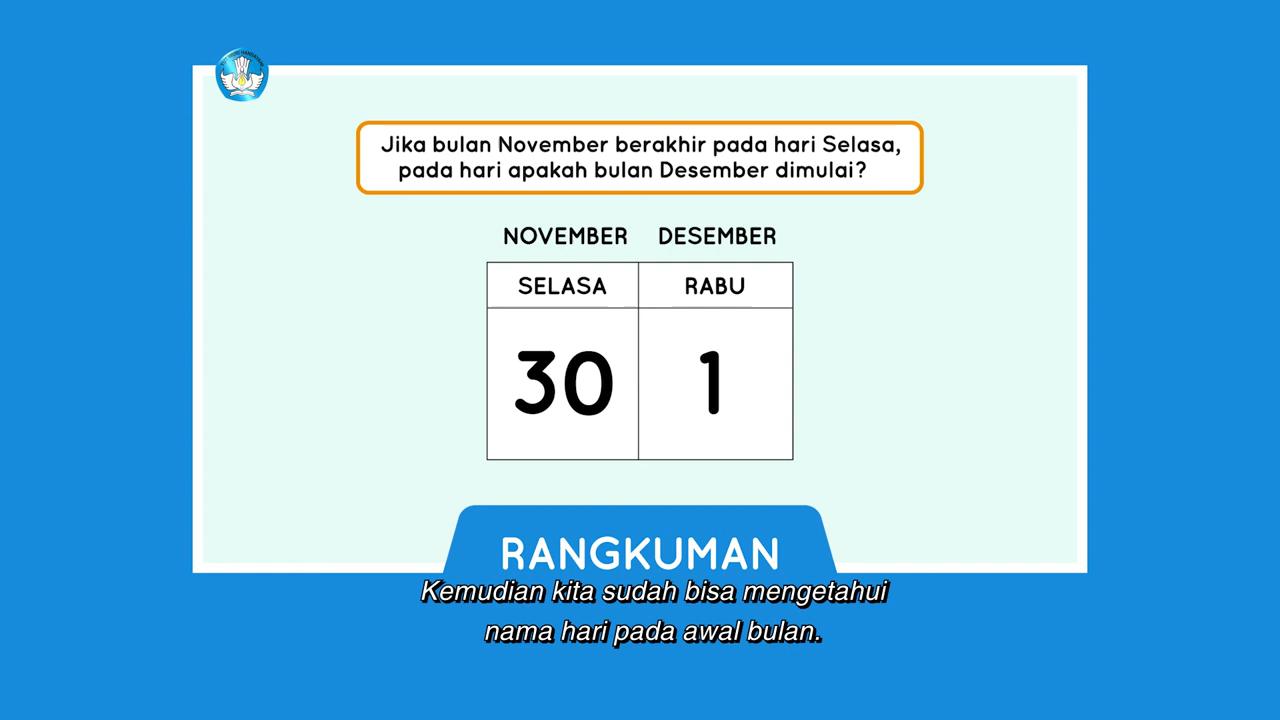 Jika bulan November berakhir pada hari Selasa,
pada hari apakah bulan Desember dimulai?
NOVEMBER DESEMBER
SELASA RABU
30 1
RANGKUMAN
Kemudian kita sudah bisa mengetahui
nama hari pada awal bulan.